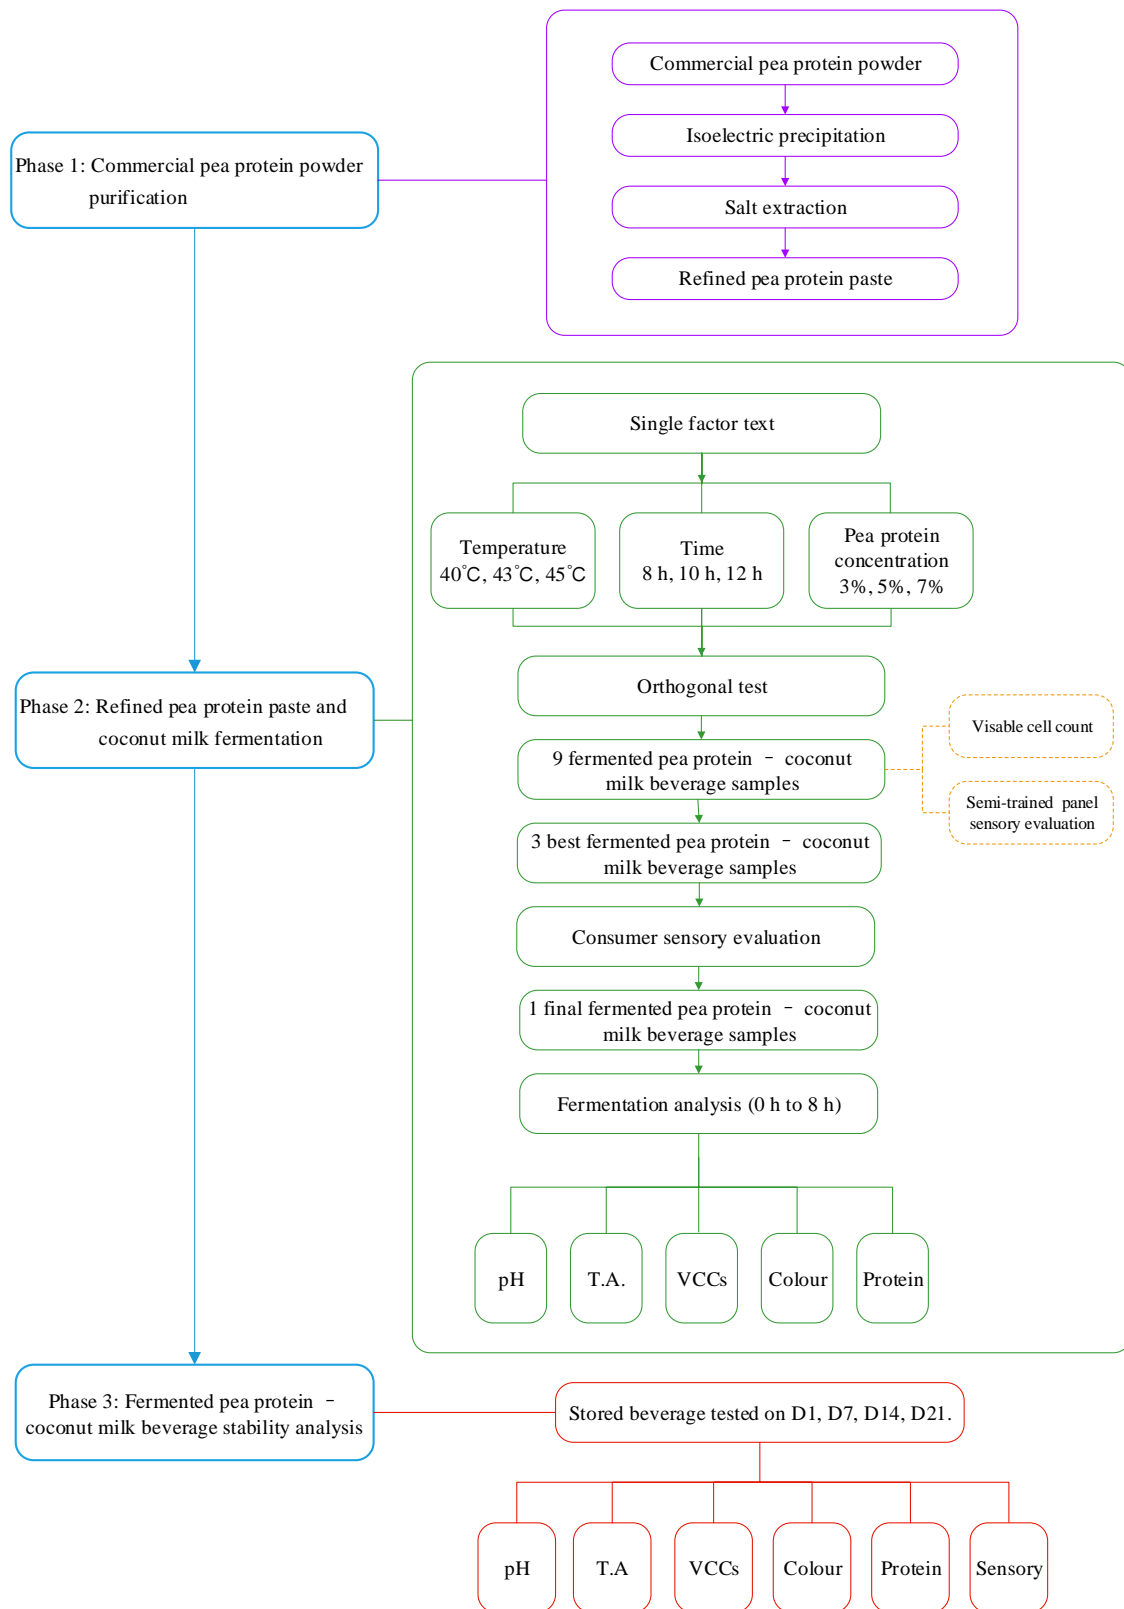 Commercial pea protein powder
Isoelectric precipitation
Salt extraction
Refined pea protein paste
Phase 1: Commercial pea protein powder
purification
Single factor text
Temperature
40℃, 43℃, 45℃
Time
8 h, 10 h, 12 h
Pea protein
concentration
3%, 5%, 7%
Orthogonal test
Phase 2: Refined pea protein paste and
coconut milk fermentation
9 fermented pea protein － coconut
milk beverage samples
Visable cell count
Semi-trained panel
sensory evaluation
3 best fermented pea protein － coconut
milk beverage samples
Consumer sensory evaluation
1 final fermented pea protein － coconut
milk beverage samples
Fermentation analysis (0 h to 8 h)
pH
T.A.
VCCs
Colour
Protein
Phase 3: Fermented pea protein －
coconut milk beverage stability analysis
Stored beverage tested on D1, D7, D14, D21.
pH
T.A
VCCs
Colour
Protein
Sensory